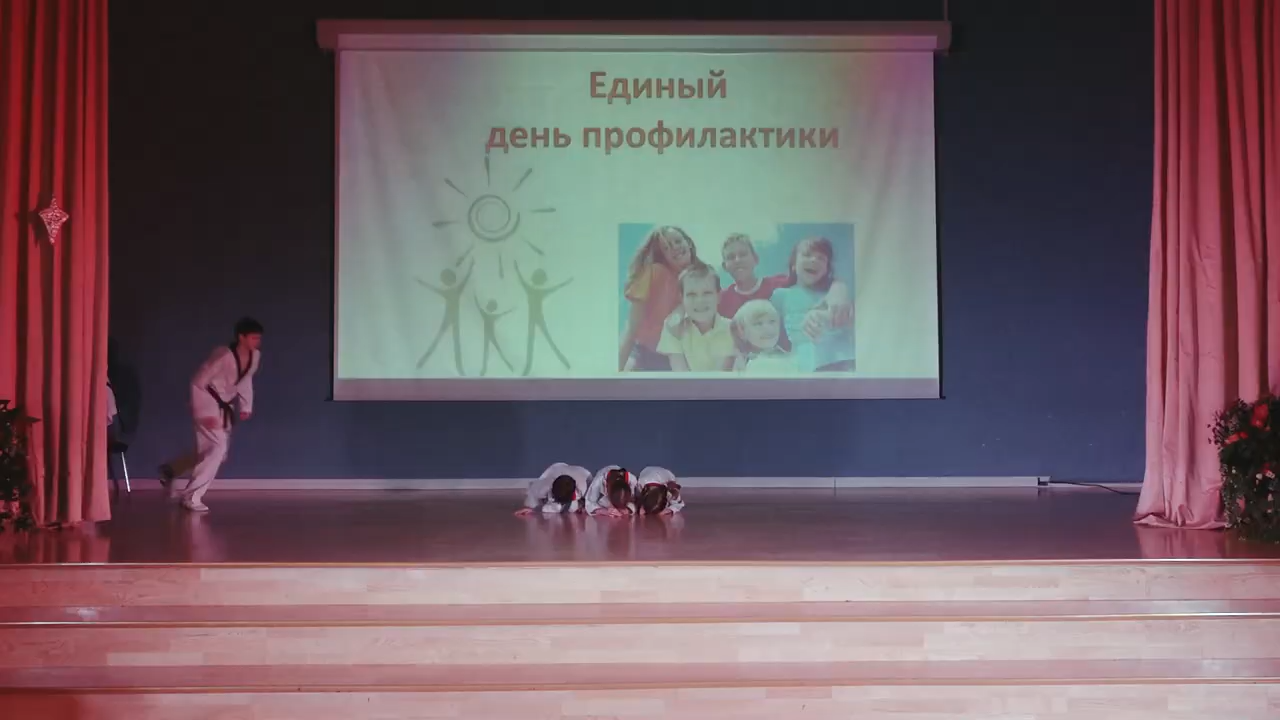 Единый
день профилактики